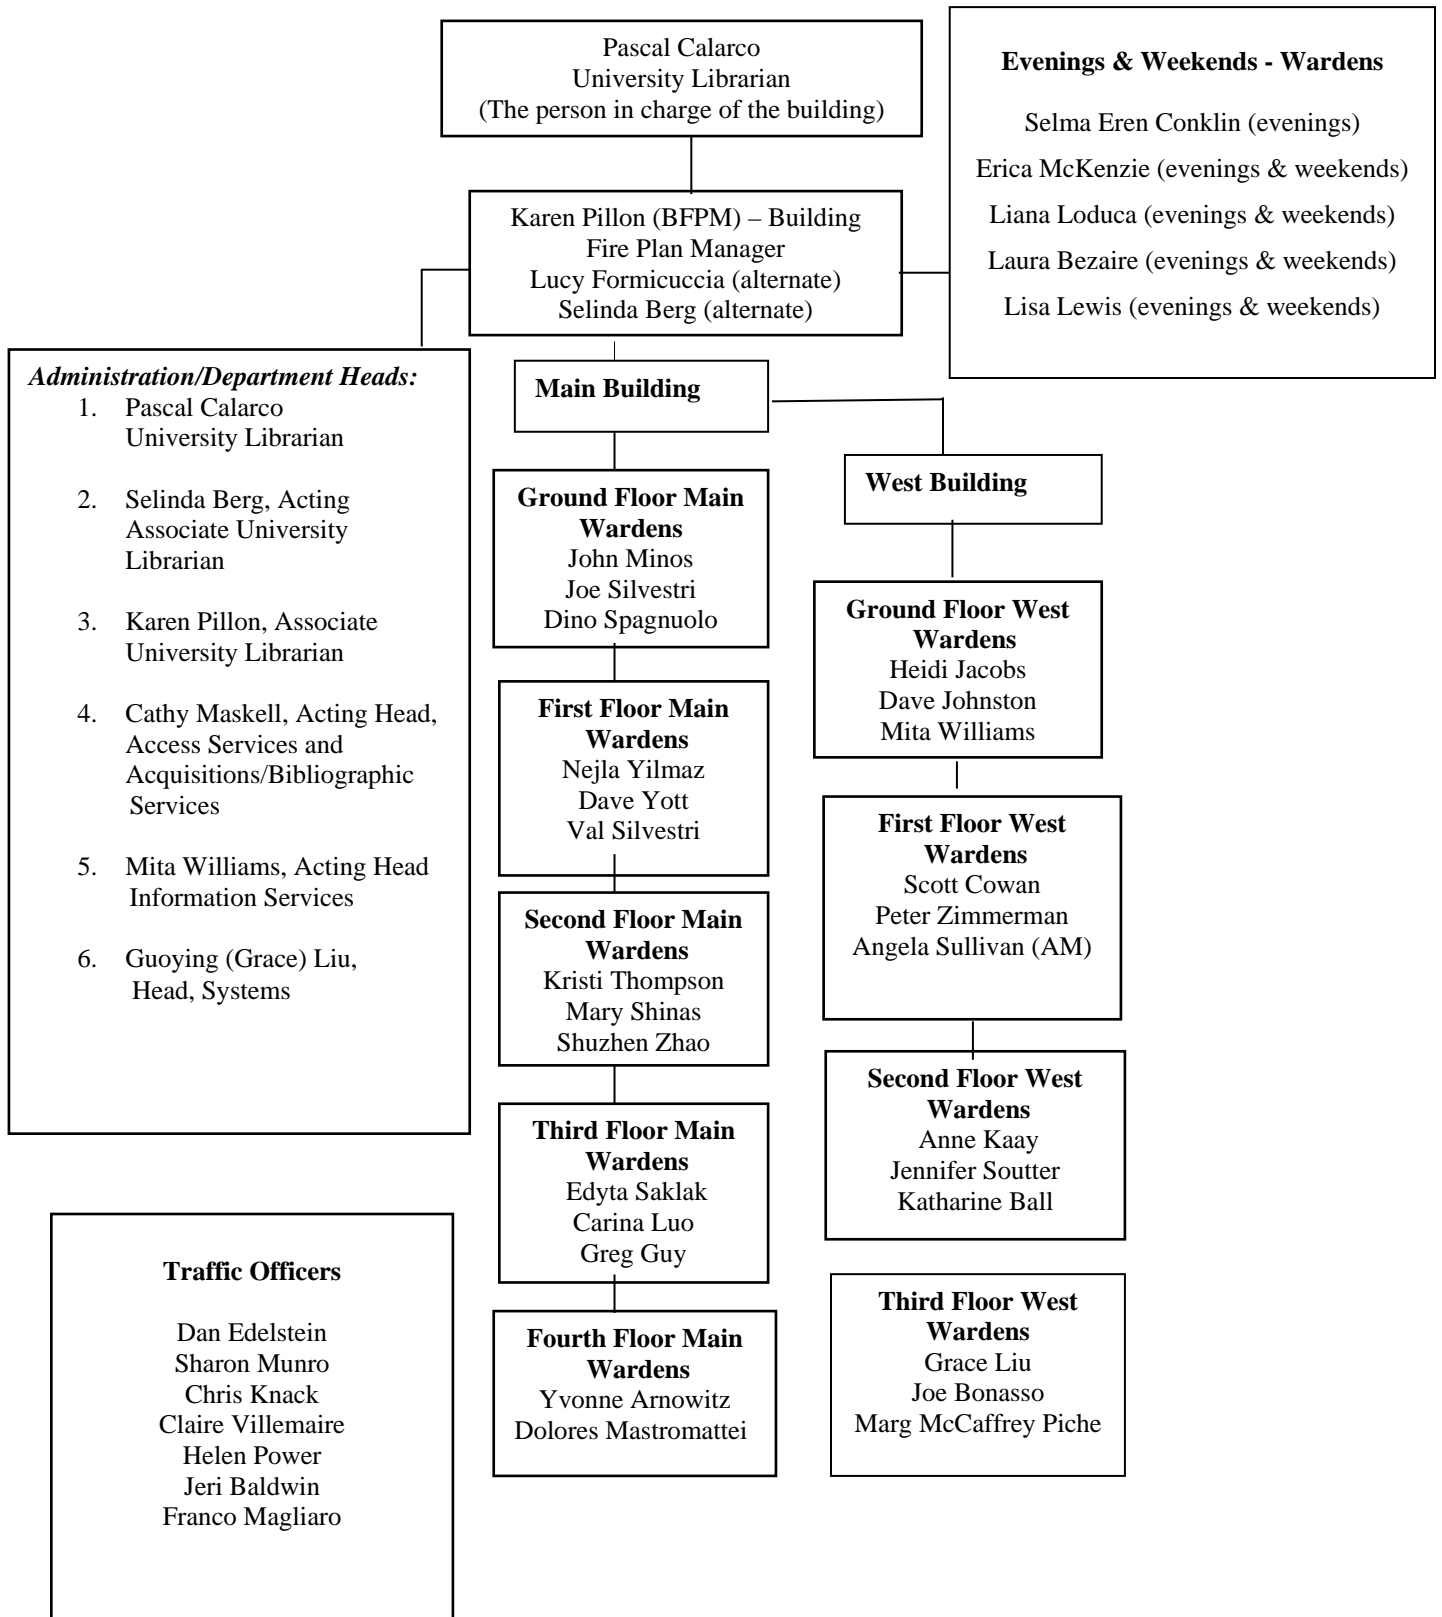 Pascal Calarco
University Librarian
(The person in charge of the building)
Evenings & Weekends - Wardens
Selma Eren Conklin (evenings)
Erica McKenzie (evenings & weekends)
Liana Loduca (evenings & weekends)
Laura Bezaire (evenings & weekends)
Lisa Lewis (evenings & weekends)
Karen Pillon (BFPM) – Building
Fire Plan Manager
Lucy Formicuccia (alternate)
Selinda Berg (alternate)
Administration/Department Heads:
1. Pascal Calarco
University Librarian
2. Selinda Berg, Acting
Associate University
Librarian
3. Karen Pillon, Associate
University Librarian
4. Cathy Maskell, Acting Head,
Access Services and
Acquisitions/Bibliographic
Services
5. Mita Williams, Acting Head
Information Services
6. Guoying (Grace) Liu,
Head, Systems
Main Building
Ground Floor Main
Wardens
John Minos
Joe Silvestri
Dino Spagnuolo
First Floor Main
Wardens
Nejla Yilmaz
Dave Yott
Val Silvestri
Second Floor Main
Wardens
Kristi Thompson
Mary Shinas
Shuzhen Zhao
Third Floor Main
Wardens
Edyta Saklak
Carina Luo
Greg Guy
Fourth Floor Main
Wardens
Yvonne Arnowitz
Dolores Mastromattei
West Building
Ground Floor West
Wardens
Heidi Jacobs
Dave Johnston
Mita Williams
First Floor West
Wardens
Scott Cowan
Peter Zimmerman
Angela Sullivan (AM)
Second Floor West
Wardens
Anne Kaay
Jennifer Soutter
Katharine Ball
Third Floor West
Wardens
Grace Liu
Joe Bonasso
Marg McCaffrey Piche
Traffic Officers
Dan Edelstein
Sharon Munro
Chris Knack
Claire Villemaire
Helen Power
Jeri Baldwin
Franco Magliaro